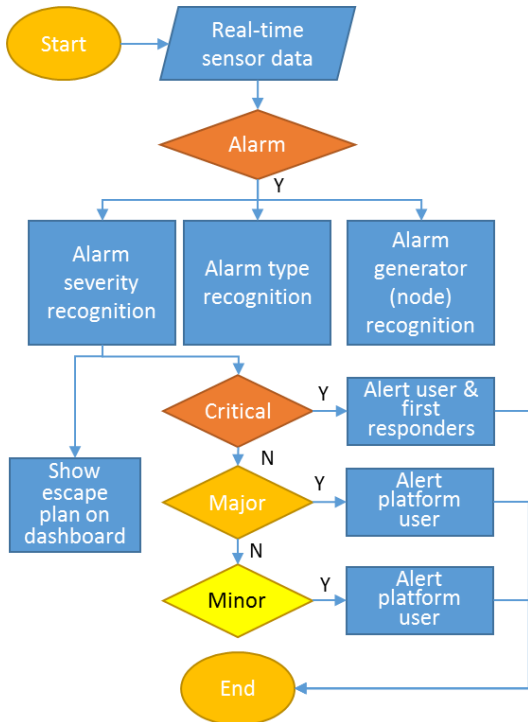 Start
Real-time
sensor data
Alarm
Y
Alarm
severity
recognition
Alarm type
recognition
Alarm
generator
(node)
recognition
Critical
Y
Alert user &
first
responders
N
Show
escape
plan on
dashboard
Major
Y
Alert
platform
user
N
Minor
Y
Alert
platform
user
End